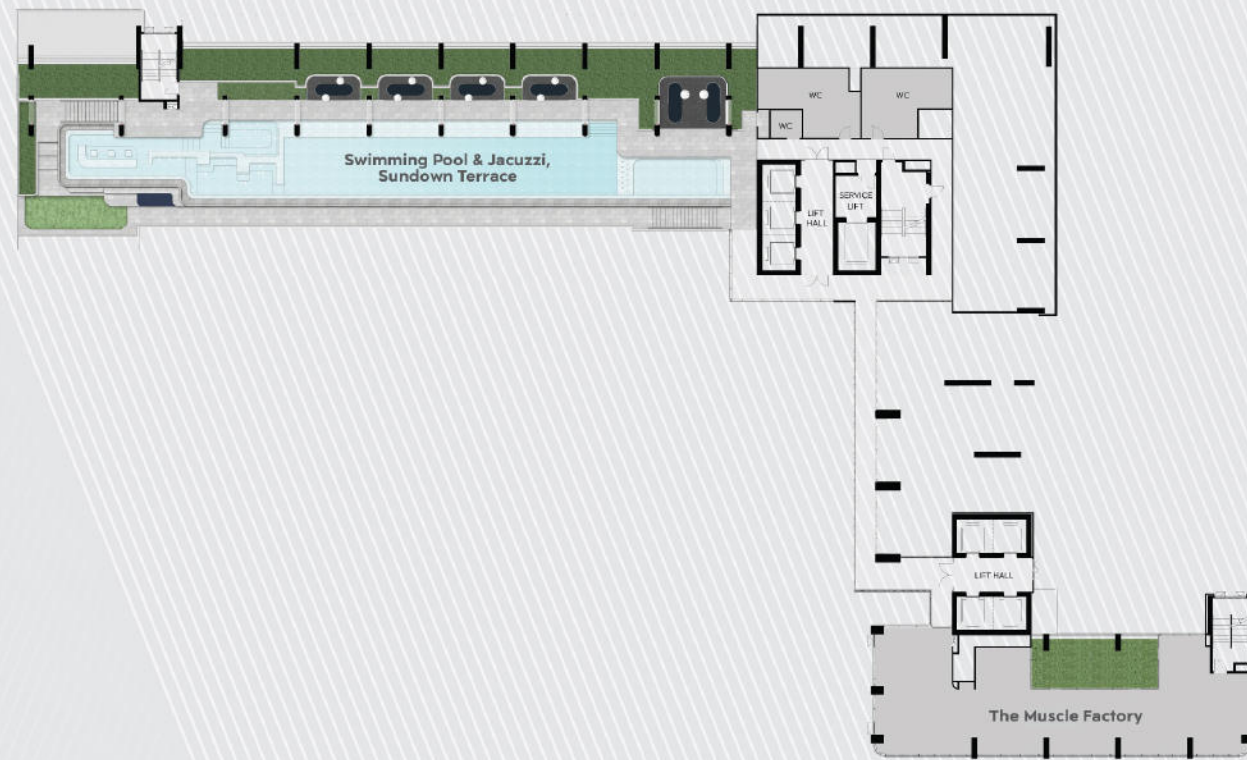 WC
WC
WC
Swimming Pool & Jacuzzi,
Sundown Terrace
SERVICE
LIFT
LIFT
HALL
LIFT HALL
The Muscle Factory